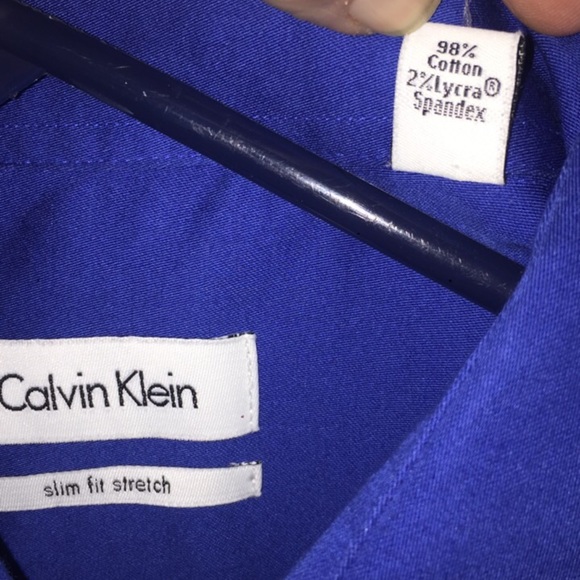 98%
Cotton
2% Lycra®
Spandex
Calvin Klein
slim fit stretch